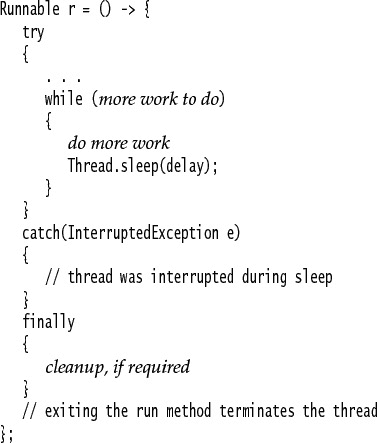 Runnable r = () -> {
   try
   {
      . . .
      while (more work to do)
      {
         do more work
         Thread.sleep(delay);
      }
   }
   catch(InterruptedException e)
   {
      // thread was interrupted during sleep
   }
   finally
   {
      cleanup, if required
   }
   // exiting the run method terminates the thread
};